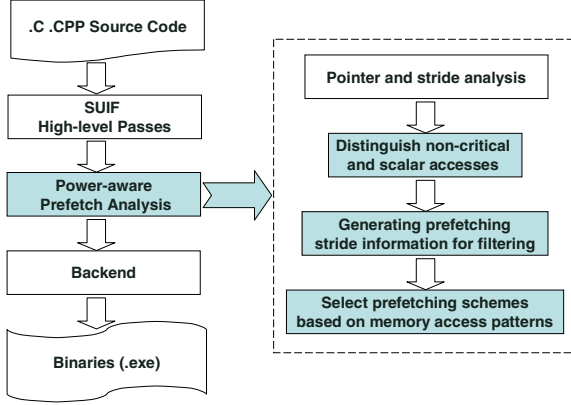 .C .CPP Source Code
SUIF
High-level Passes
Power-aware
Prefetch Analysis
Backend
Binaries (.exe)
Pointer and stride analysis
Distinguish non-critical
and scalar accesses
Generating prefetching
stride information for filtering
Select prefetching schemes
based on memory access patterns